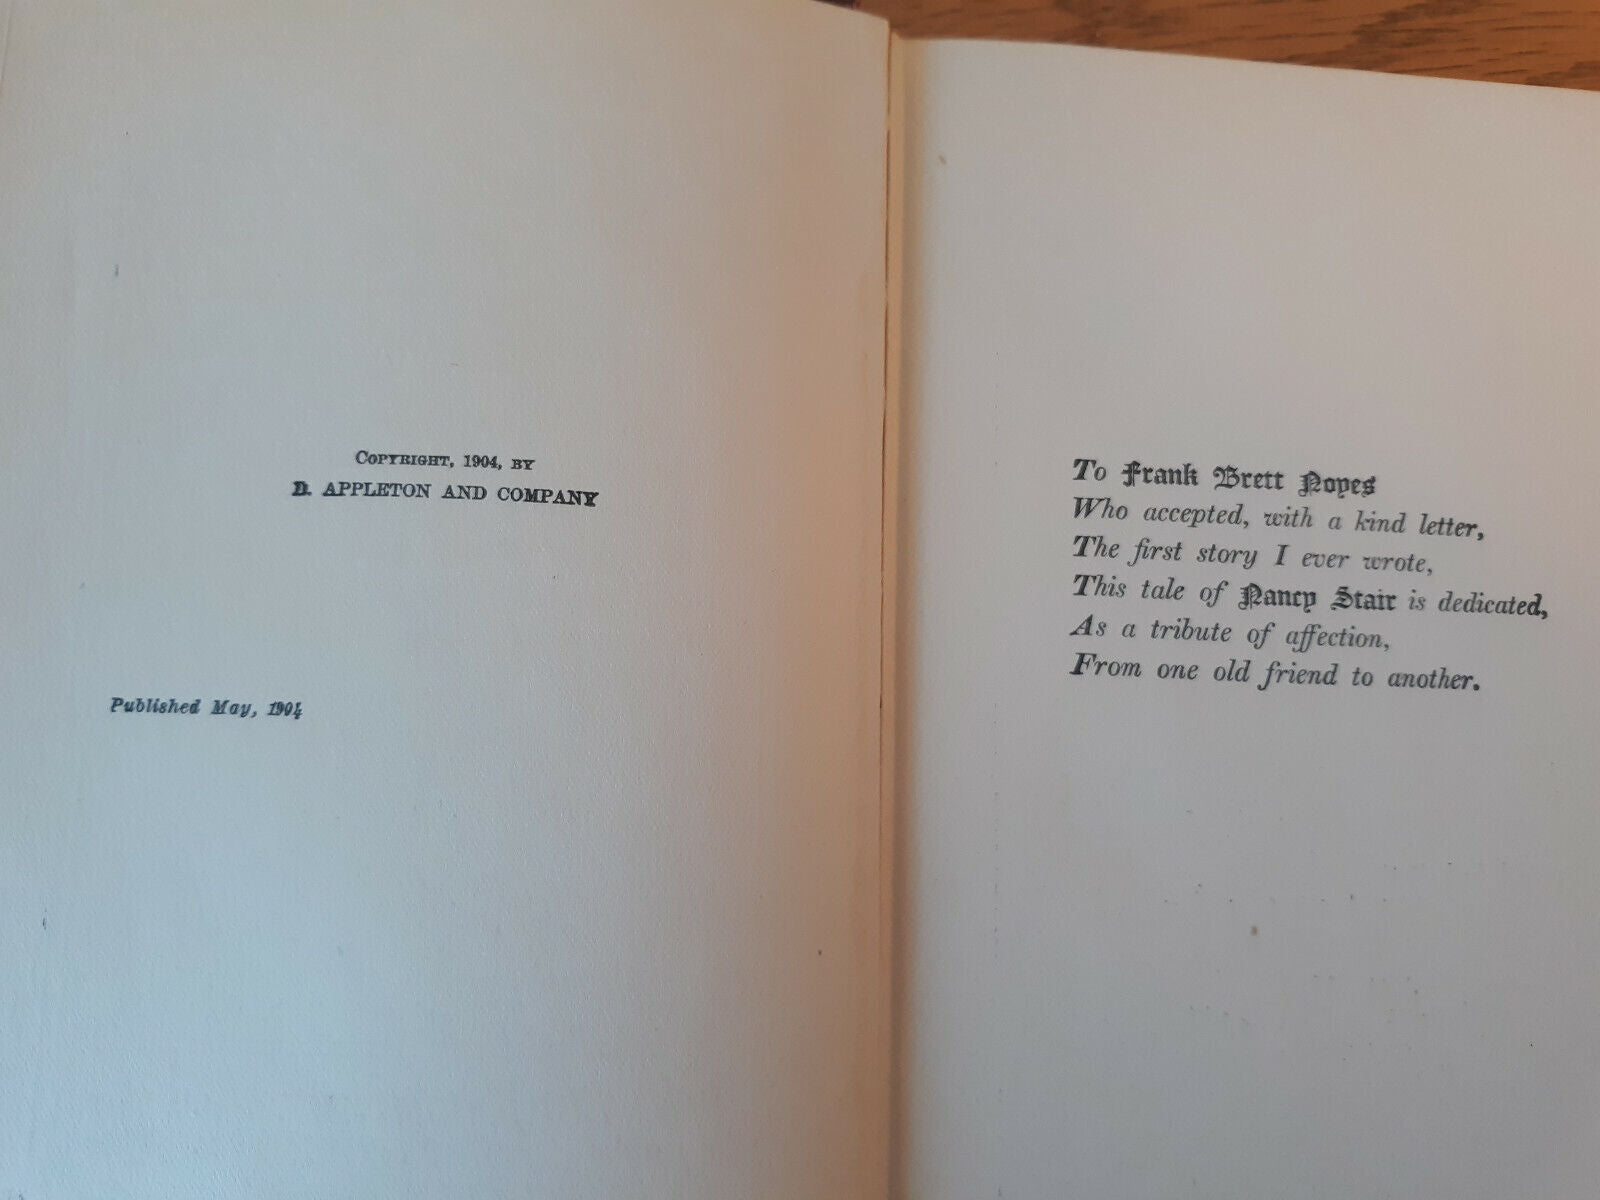 COPYRIGHT, 1904, BY
D. APPLETON AND COMPANY
Published May, 1904
To Frank Brett Noyes
Who accepted, with a kind letter,
The first story I ever wrote,
This tale of Nancy Stair is dedicated,
As a tribute of affection,
From one old friend to another.